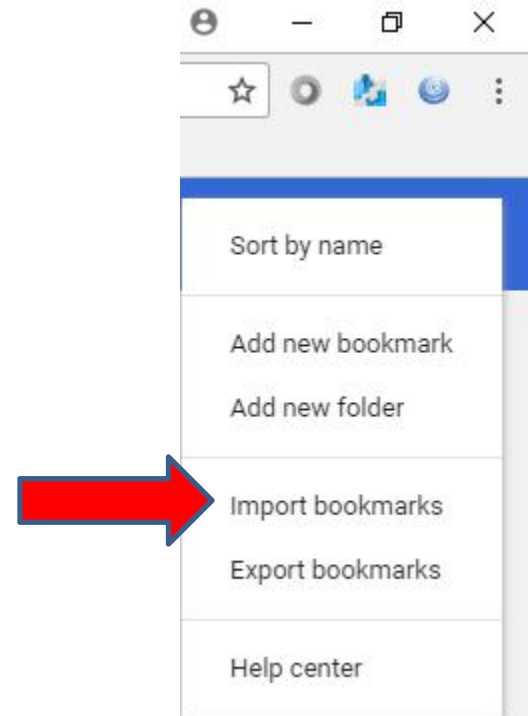 Sort by name
Add new bookmark
Add new folder
Import bookmarks
Export bookmarks
Help center